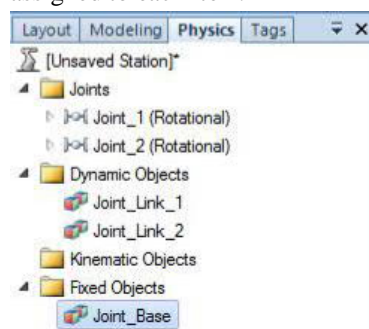 Layout Modeling Physics Tags
[Unsaved Station]*
Joints
Joint_1 (Rotational)
Joint_2 (Rotational)
Dynamic Objects
Joint_Link_1
Joint_Link_2
Kinematic Objects
Fixed Objects
Joint_Base